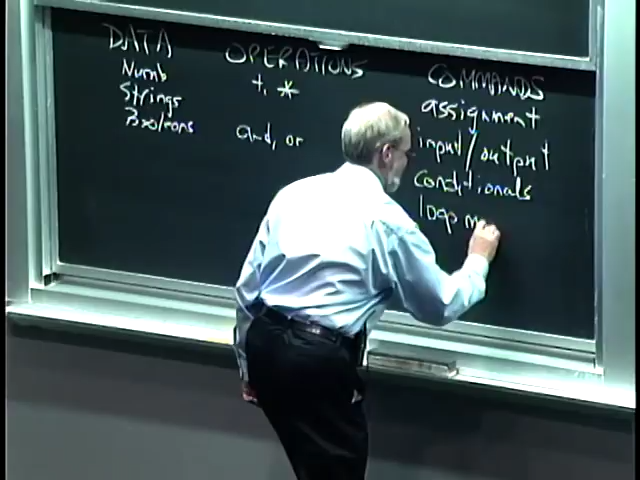 DATA
Numb
Strings
Booleans
OPERATIONS
+, *
and, or
COMMANDS
assignment
input/output
conditionals
loop m